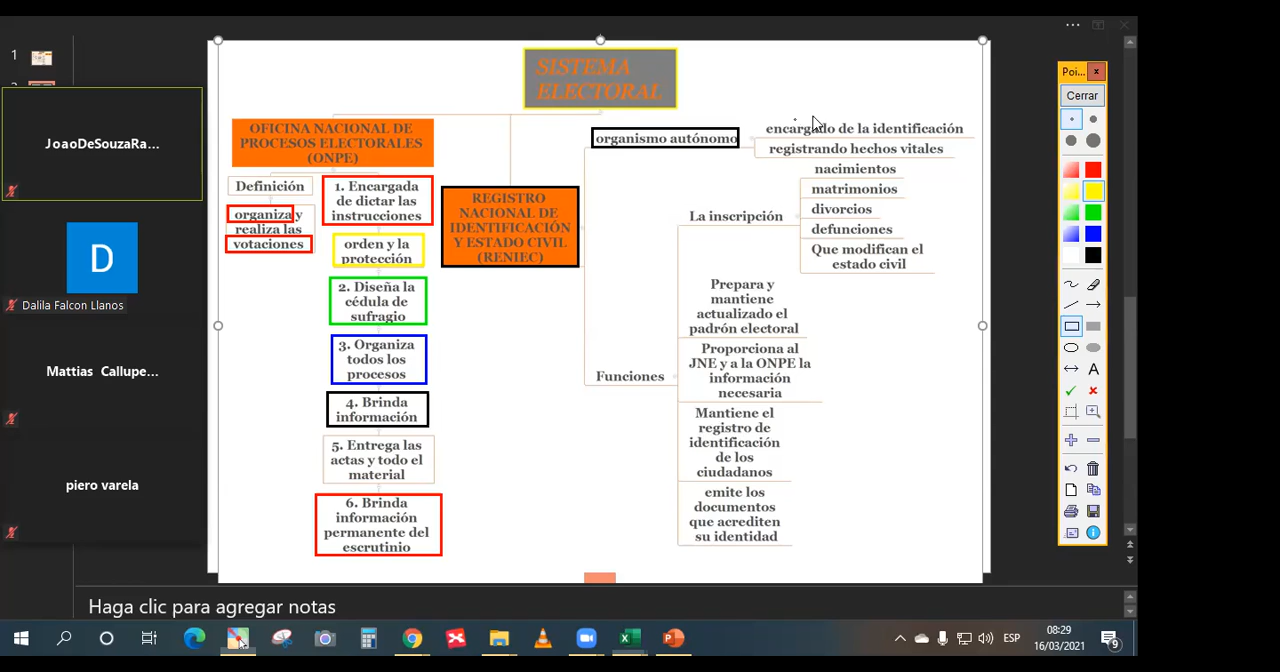 1
2
JoaoDeSouzaRa...
D
Dalila Falcon Llanos
Mattias Callupe...
piero varela
SISTEMA
ELECTORAL
OFICINA NACIONAL DE
PROCESOS ELECTORALES
(ONPE)
Definición
organiza y
realiza las
votaciones
1. Encargada
de dictar las
instrucciones
orden y la
protección
2. Diseña la
cédula de
sufragio
3. Organiza
todos los
procesos
4. Brinda
información
5. Entrega las
actas y todo el
material
6. Brinda
información
permanente del
escrutinio
REGISTRO
NACIONAL DE
IDENTIFICACIÓN
Y ESTADO CIVIL
(RENIEC)
organismo autónomo
encargado de la identificación
registrando hechos vitales
La inscripción
nacimientos
matrimonios
divorcios
defunciones
Que modifican el
estado civil
Funciones
Prepara y
mantiene
actualizado el
padrón electoral
Proporciona al
JNE y a la ONPE la
información
necesaria
Mantiene el
registro de
identificación
de los
ciudadanos
emite los
documentos
que acrediten
su identidad
Poi...
Cerrar
A
Haga clic para agregar notas
ESP
08:29
16/03/2021
9